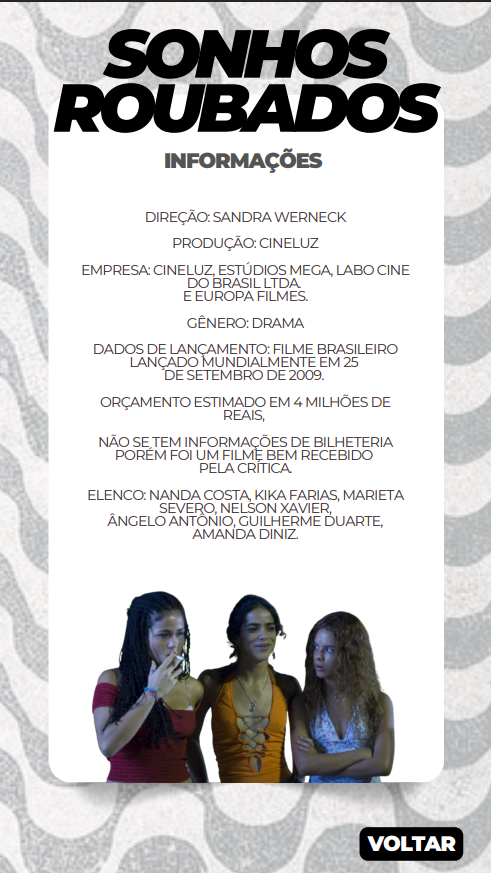 SONHOS
ROUBADOS
INFORMAÇÕES
DIREÇÃO: SANDRA WERNECK
PRODUÇÃO: CINELUZ
EMPRESA: CINELUZ, ESTÚDIOS MEGA, LABO CINE
DO BRASIL LTDA.
E EUROPA FILMES.
GÊNERO: DRAMA
DADOS DE LANÇAMENTO: FILME BRASILEIRO
LANÇADO MUNDIALMENTE EM 25
DE SETEMBRO DE 2009.
ORÇAMENTO ESTIMADO EM 4 MILHÕES DE
REAIS,
NÃO SE TEM INFORMAÇÕES DE BILHETERIA
PORÉM FOI UM FILME BEM RECEBIDO
PELA CRÍTICA.
ELENCO: NANDA COSTA, KIKA FARIAS, MARIETA
SEVERO, NELSON XAVIER,
ÂNGELO ANTÔNIO, GUILHERME DUARTE,
AMANDA DINIZ.
VOLTAR